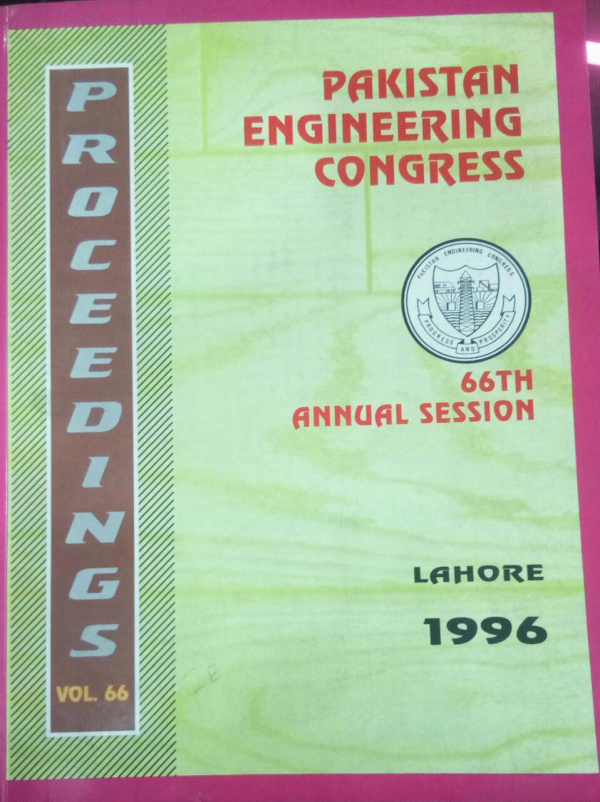 PROCEEDINGS
VOL. 66
PAKISTAN
ENGINEERING
CONGRESS
PAKISTAN ENGINEERING CONGRESS
PROGRESS AND PROSPERITY
66TH
ANNUAL SESSION
LAHORE
1996